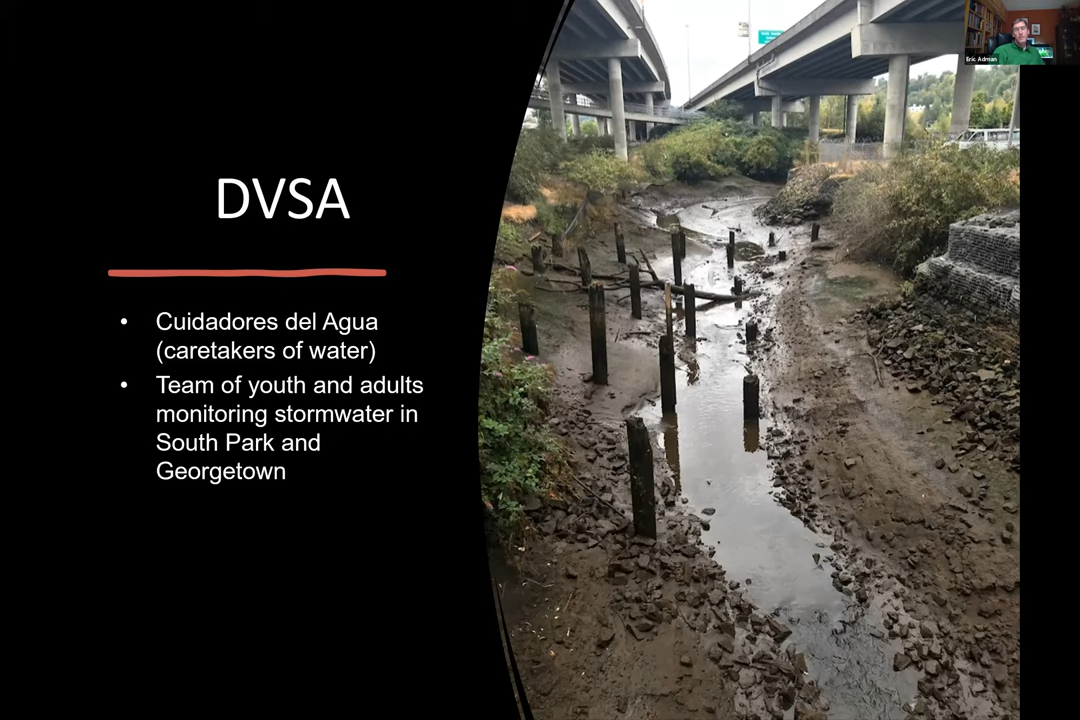 DVSA
• Cuidadores del Agua
(caretakers of water)
• Team of youth and adults
monitoring stormwater in
South Park and
Georgetown
Eric Adman